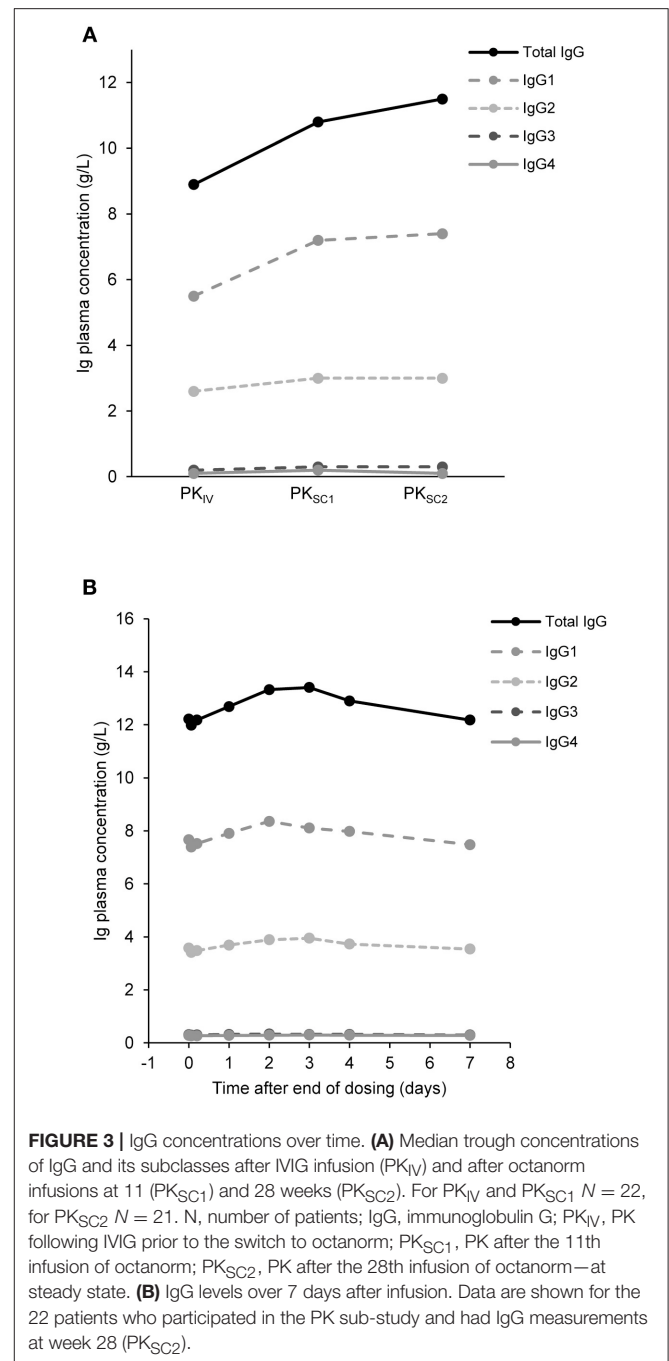 A
Ig plasma concentration (g/L)
12
10
8
6
4
2
0
PKIV
PKSC1
PKSC2
Total IgG
IgG1
IgG2
IgG3
IgG4
B
Ig plasma concentration (g/L)
16
14
12
10
8
6
4
2
0
-1 0 1 2 3 4 5 6 7 8
Time after end of dosing (days)
Total IgG
IgG1
IgG2
IgG3
IgG4
FIGURE 3 | IgG concentrations over time. (A) Median trough concentrations
of IgG and its subclasses after IVIG infusion (PKIV) and after octanorm
infusions at 11 (PKSC1) and 28 weeks (PKSC2). For PKIV and PKSC1 N = 22,
for PKSC2 N = 21. N, number of patients; IgG, immunoglobulin G; PKIV, PK
following IVIG prior to the switch to octanorm; PKSC1, PK after the 11th
infusion of octanorm; PKSC2, PK after the 28th infusion of octanorm—at
steady state. (B) IgG levels over 7 days after infusion. Data are shown for the
22 patients who participated in the PK sub-study and had IgG measurements
at week 28 (PKSC2).